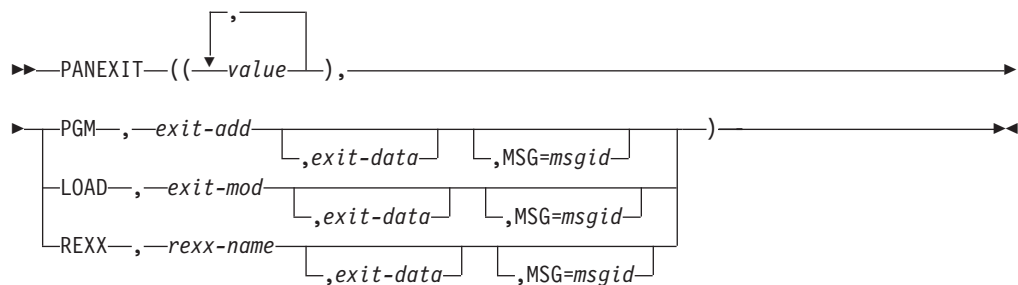 ,
PANEXIT ((value),
PGM , exit-add ,exit-data ,MSG=msgid )
LOAD , exit-mod ,exit-data ,MSG=msgid
REXX , rexx-name ,exit-data ,MSG=msgid